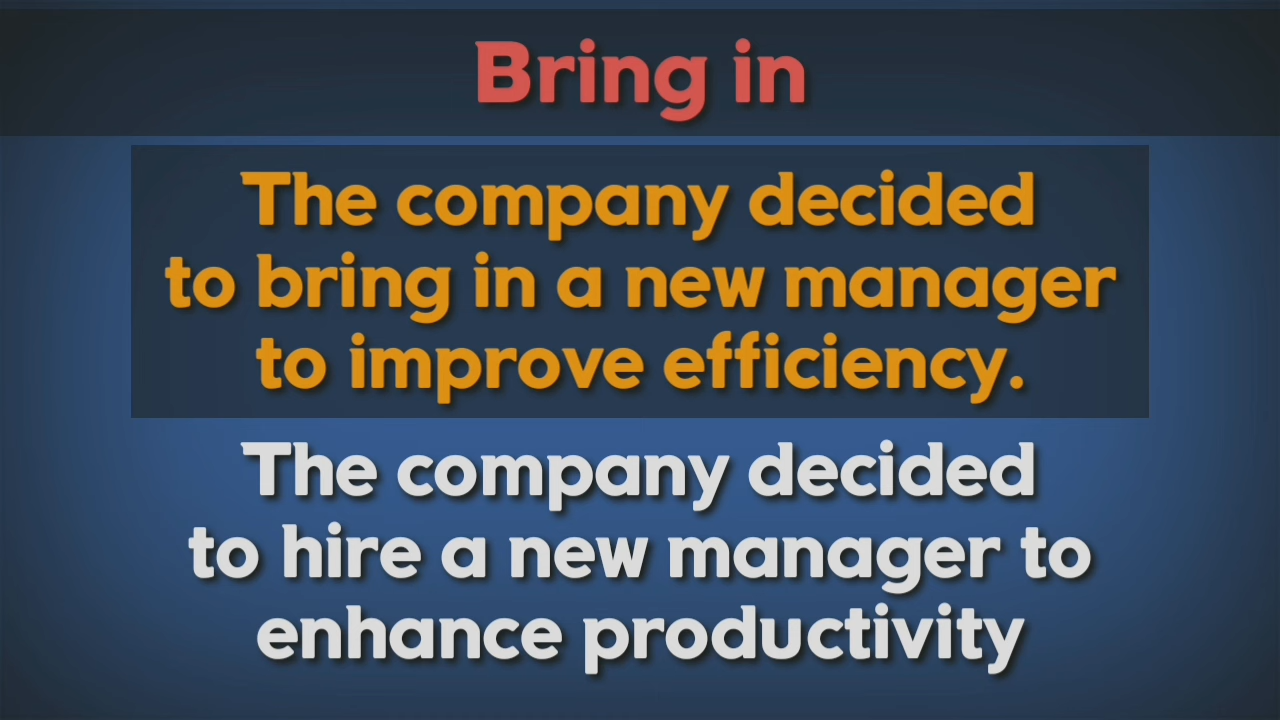 Bring in
The company decided
to bring in a new manager
to improve efficiency.
The company decided
to hire a new manager to
enhance productivity